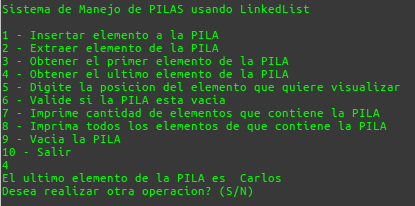 Sistema de Manejo de PILAS usando LinkedList
1 - Insertar elemento a la PILA
2 - Extraer elemento de la PILA
3 - Obtener el primer elemento de la PILA
4 - Obtener el ultimo elemento de la PILA
5 - Digite la posicion del elemento que quiere visualizar
6 - Valide si la PILA esta vacia
7 - Imprime cantidad de elementos que contiene la PILA
8 - Imprima todos los elementos de que contiene la PILA
9 - Vacia la PILA
10 - Salir
4
El ultimo elemento de la PILA es  Carlos
Desea realizar otra operacion? (S/N)